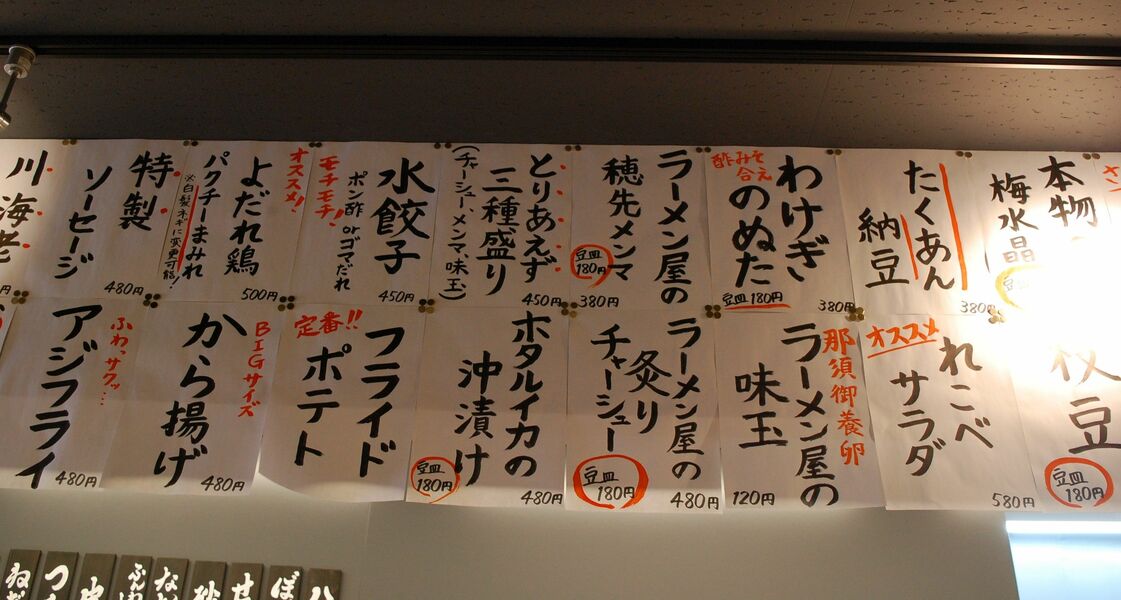 本物
梅水晶
豆皿
たくあん
納豆
380円
酢みそ和え
わけぎ
のぬた
豆皿 180円
380円
ラーメン屋の
穂先メンマ
豆皿
180円
380円
とりあえず
三種盛り
(チャーシュー、メンマ、味玉)
450円
水餃子
ポン酢 or ゴマだれ
モチモチ!
450円
オススメ!
よだれ鶏
パクチーまみれ
※白髪ネギに変更可能!
500円
特製
ソーセージ
480円
川海老
枝豆
豆皿
180円
オススメ
れこべ
サラダ
580円
那須御養卵
ラーメン屋の
味玉
120円
ラーメン屋の
炙り
チャーシュー
豆皿
180円
480円
ホタルイカの
沖漬け
豆皿
180円
480円
定番!!
フライド
ポテト
BIGサイズ
から揚げ
480円
ふわっサクッ…
アジフライ
480円